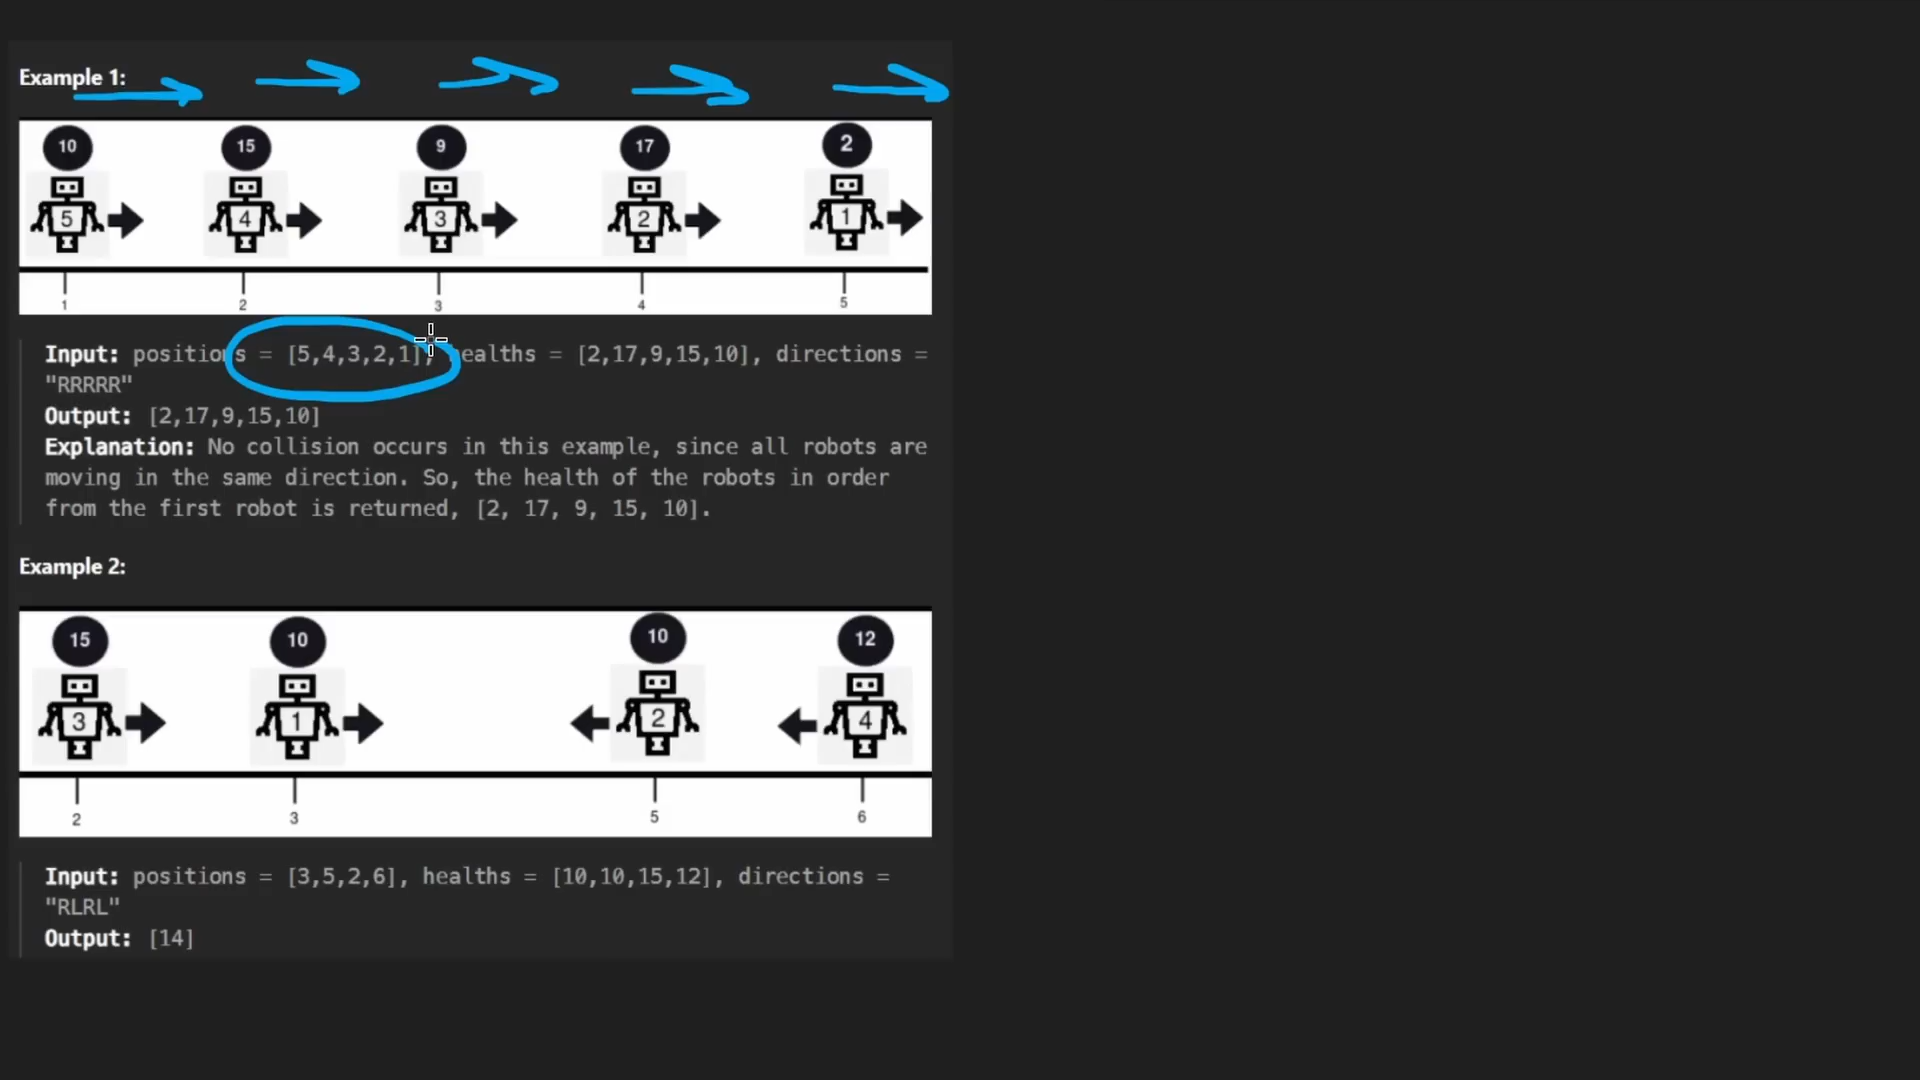 Example 1:
10 15 9 17 2
5 4 3 2 1
1 2 3 4 5
Input: positions = [5,4,3,2,1], healths = [2,17,9,15,10], directions =
"RRRRR"
Output: [2,17,9,15,10]
Explanation: No collision occurs in this example, since all robots are
moving in the same direction. So, the health of the robots in order
from the first robot is returned, [2, 17, 9, 15, 10].
Example 2:
15 10 10 12
3 1 2 4
2 3 5 6
Input: positions = [3,5,2,6], healths = [10,10,15,12], directions =
"RLRL"
Output: [14]